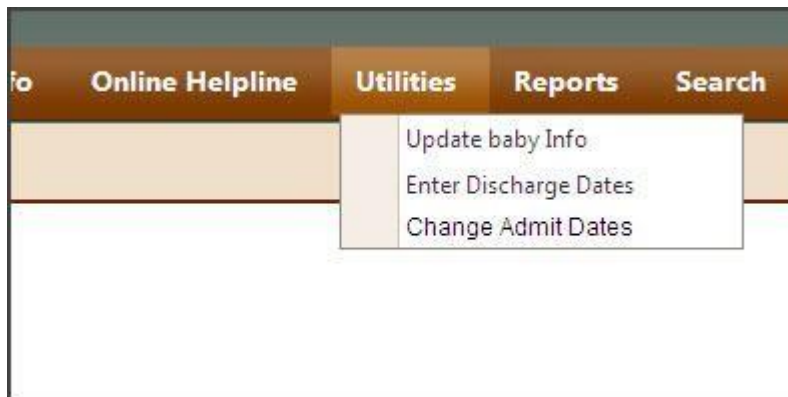 fo Online Helpline Utilities Reports Search
Update baby Info
Enter Discharge Dates
Change Admit Dates